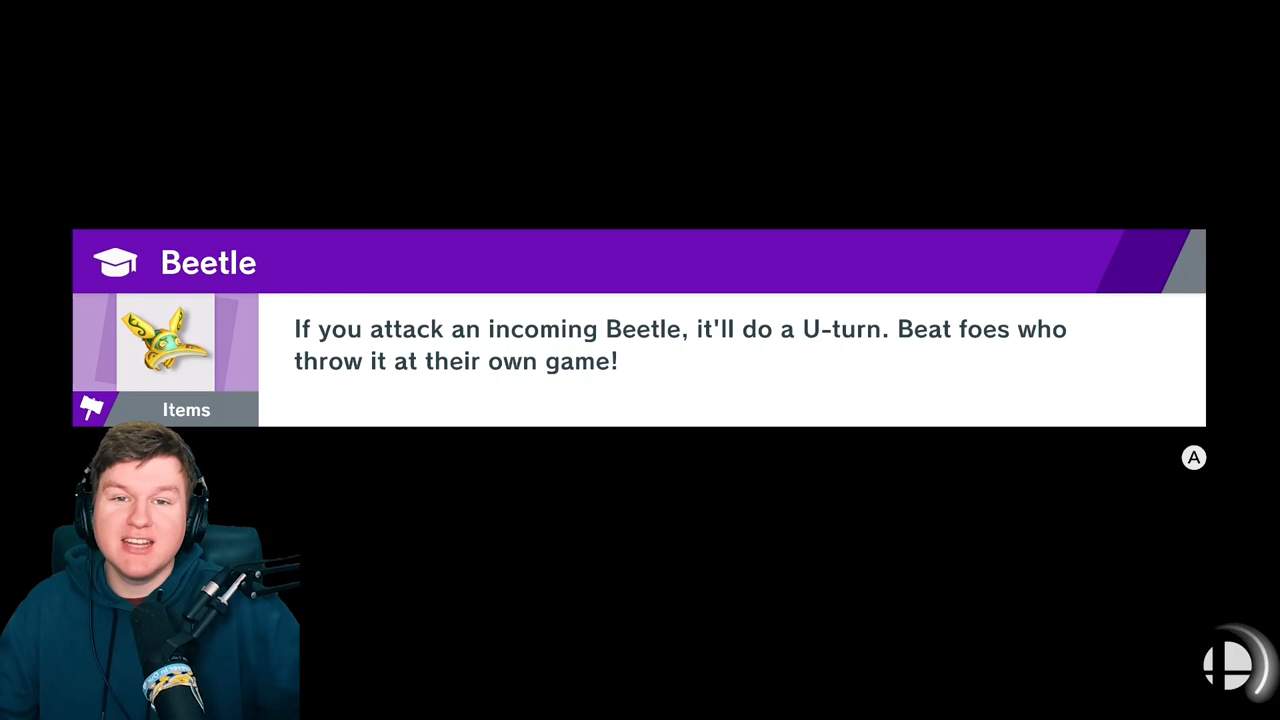 Beetle
If you attack an incoming Beetle, it'll do a U-turn. Beat foes who
throw it at their own game!
Items
A